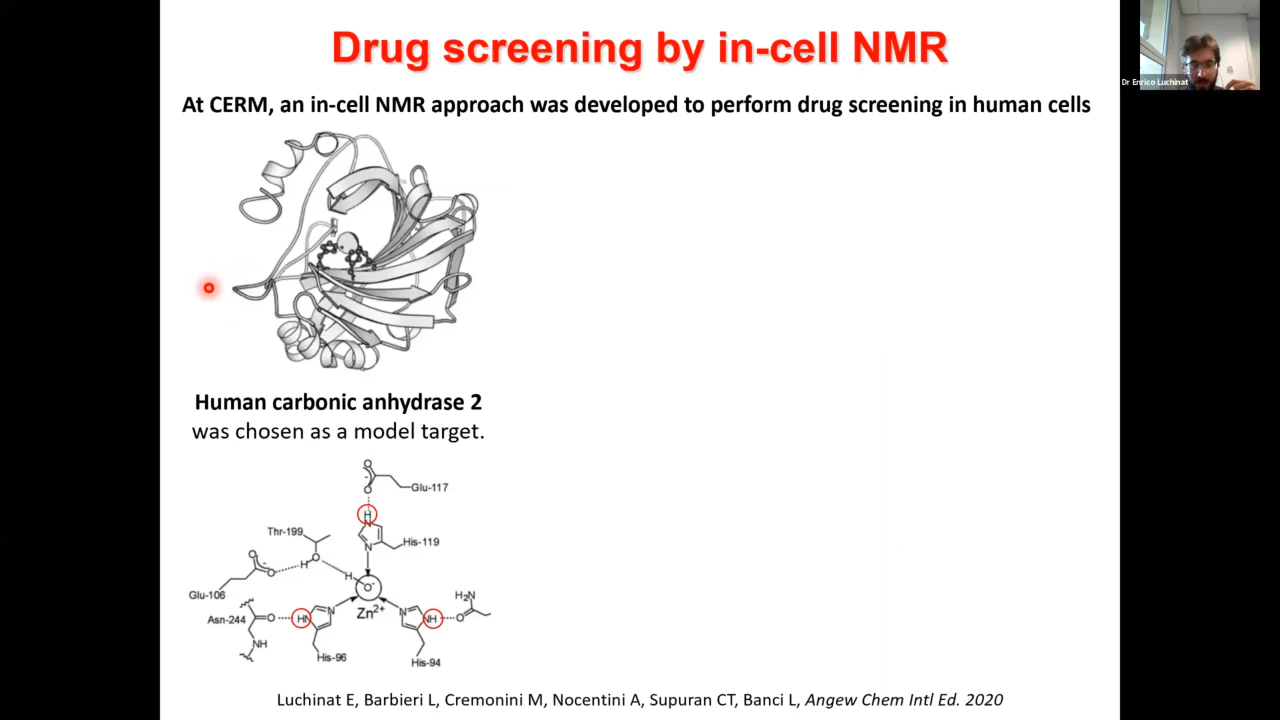 Drug screening by in-cell NMR
Dr Enrico Luchinat
At CERM, an in-cell NMR approach was developed to perform drug screening in human cells
Human carbonic anhydrase 2
was chosen as a model target.
Glu-117
H
N
Thr-199
His-119
N
O
H
O
H
O⁻
Glu-106
Zn²⁺
H₂N
Asn-244
O
HN
N
N
NH
O
NH
His-96
His-94
Luchinat E, Barbieri L, Cremonini M, Nocentini A, Supuran CT, Banci L, Angew Chem Intl Ed. 2020